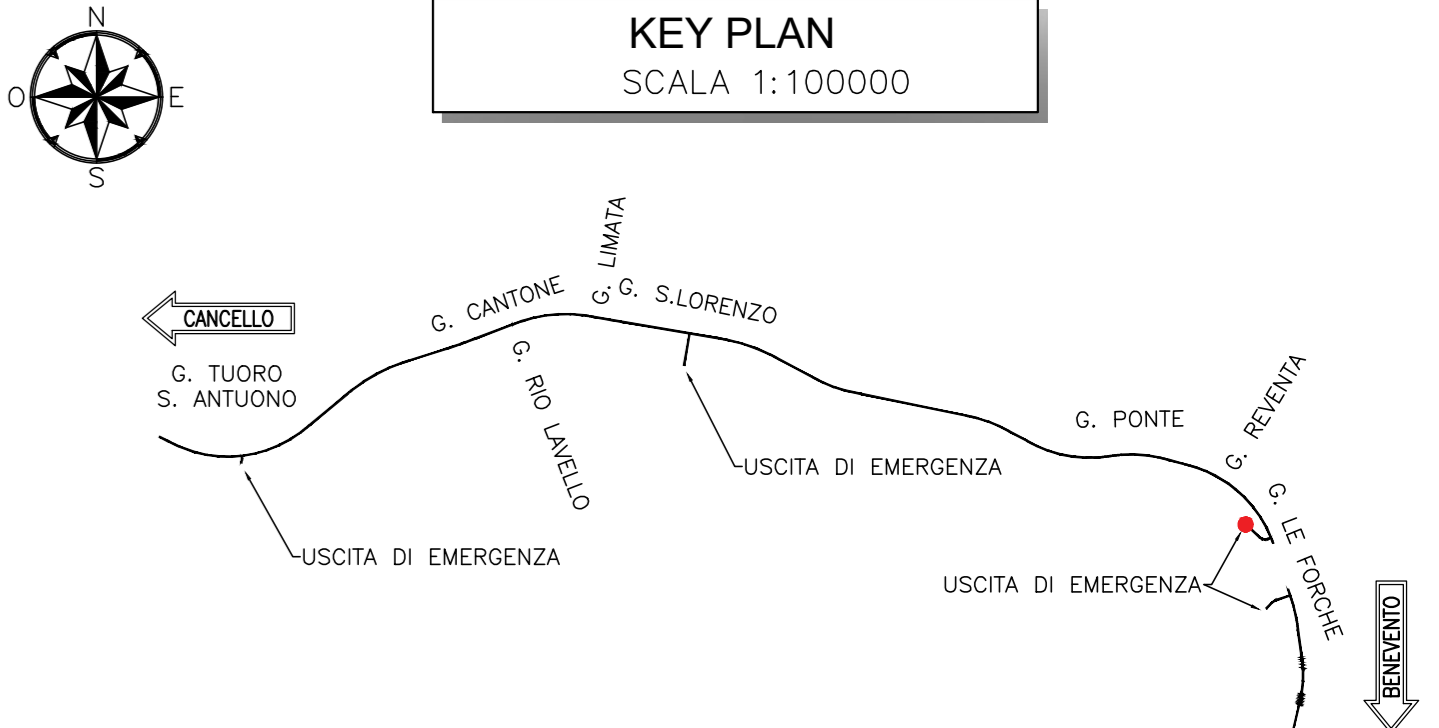 N
O
E
S
KEY PLAN
SCALA 1:100000
CANCELLO
G. TUORO
S. ANTUONO
G. CANTONE
G. LIMATA
G. S.LORENZO
G. RIO LAVELLO
USCITA DI EMERGENZA
USCITA DI EMERGENZA
G. PONTE
G. REVENTA
G. LE FORCHE
USCITA DI EMERGENZA
BENEVENTO